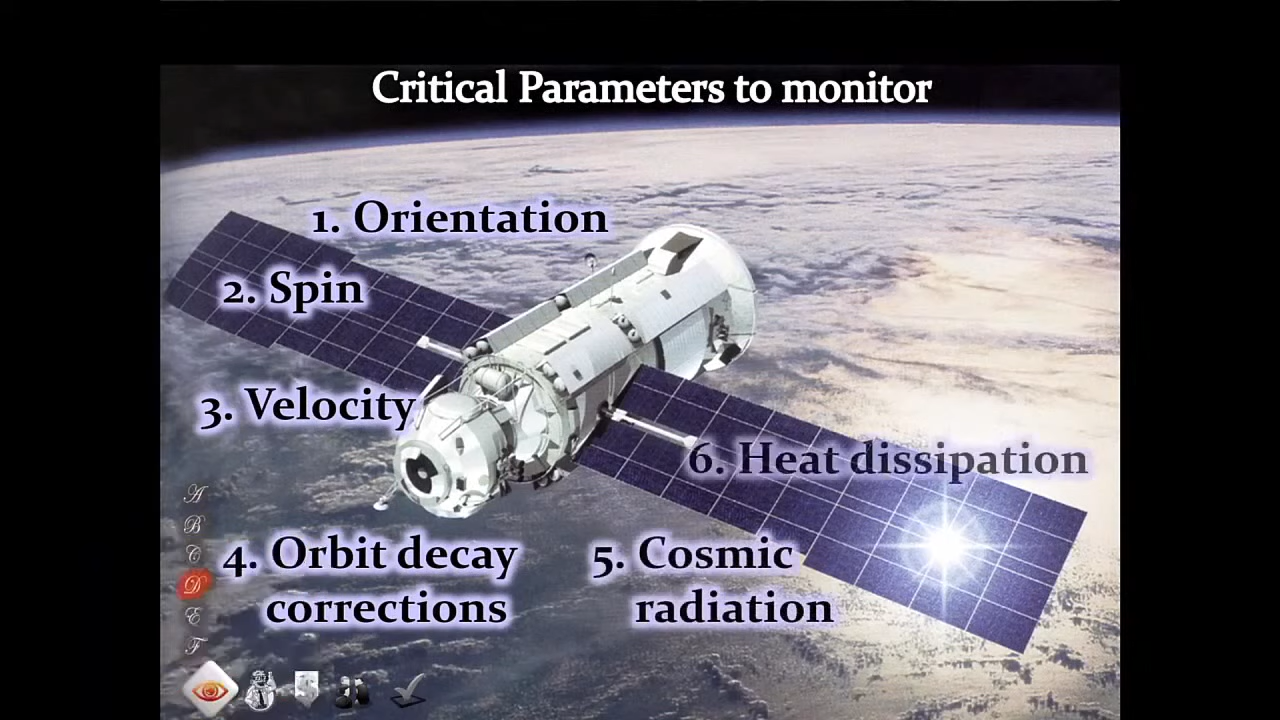 Critical Parameters to monitor
1. Orientation
2. Spin
3. Velocity
6. Heat dissipation
4. Orbit decay
corrections
5. Cosmic
radiation
A
B
C
D
E
F